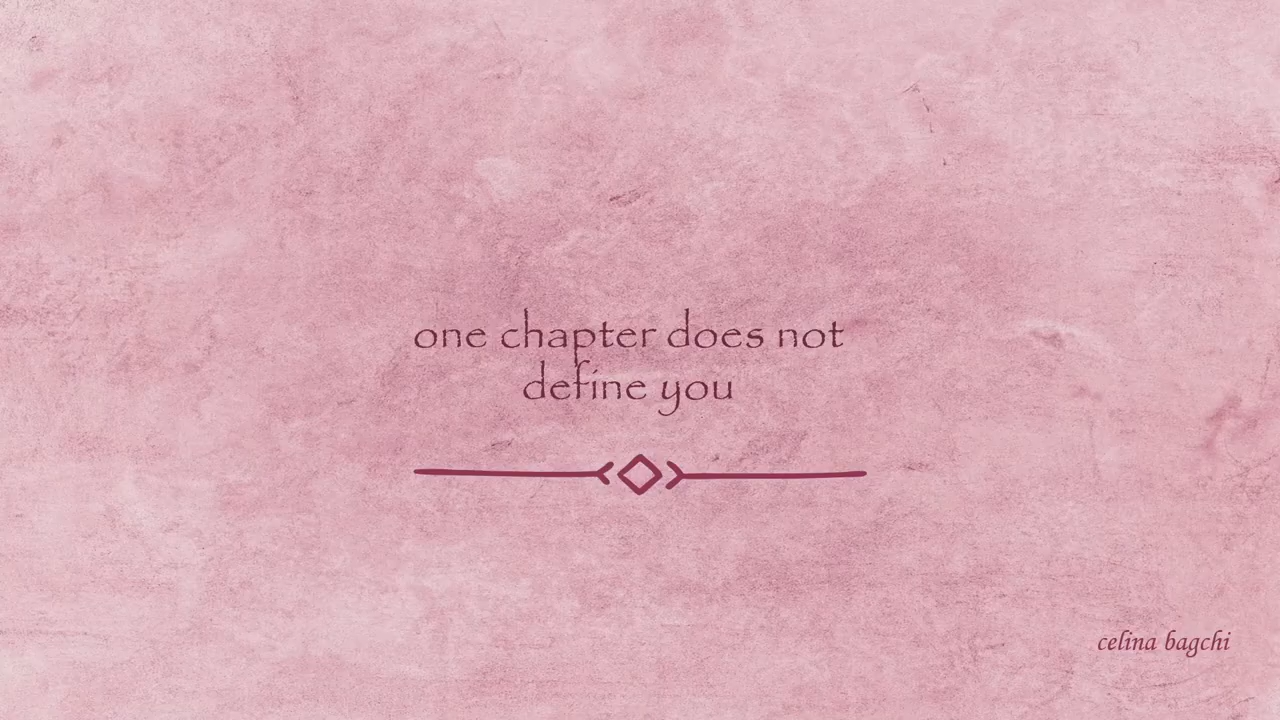 one chapter does not
define you
celina bagchi